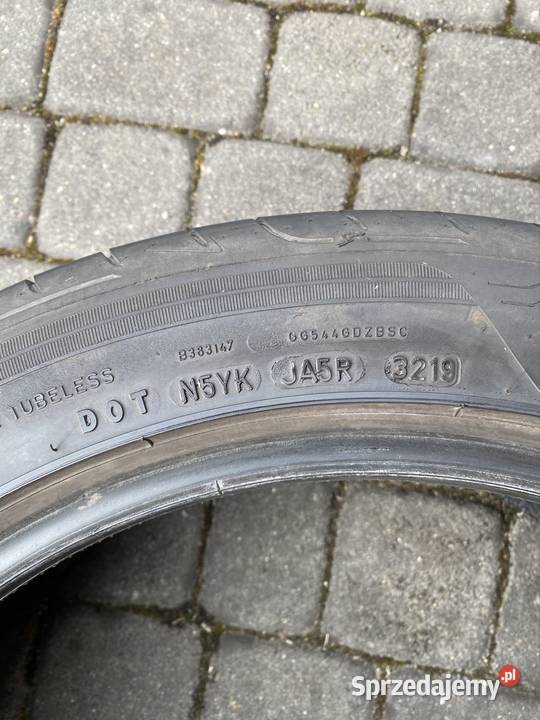 B383147 GG544GDZBSC
TUBELESS DOT N5YK JA5R 3219
Sprzedajemy.pl